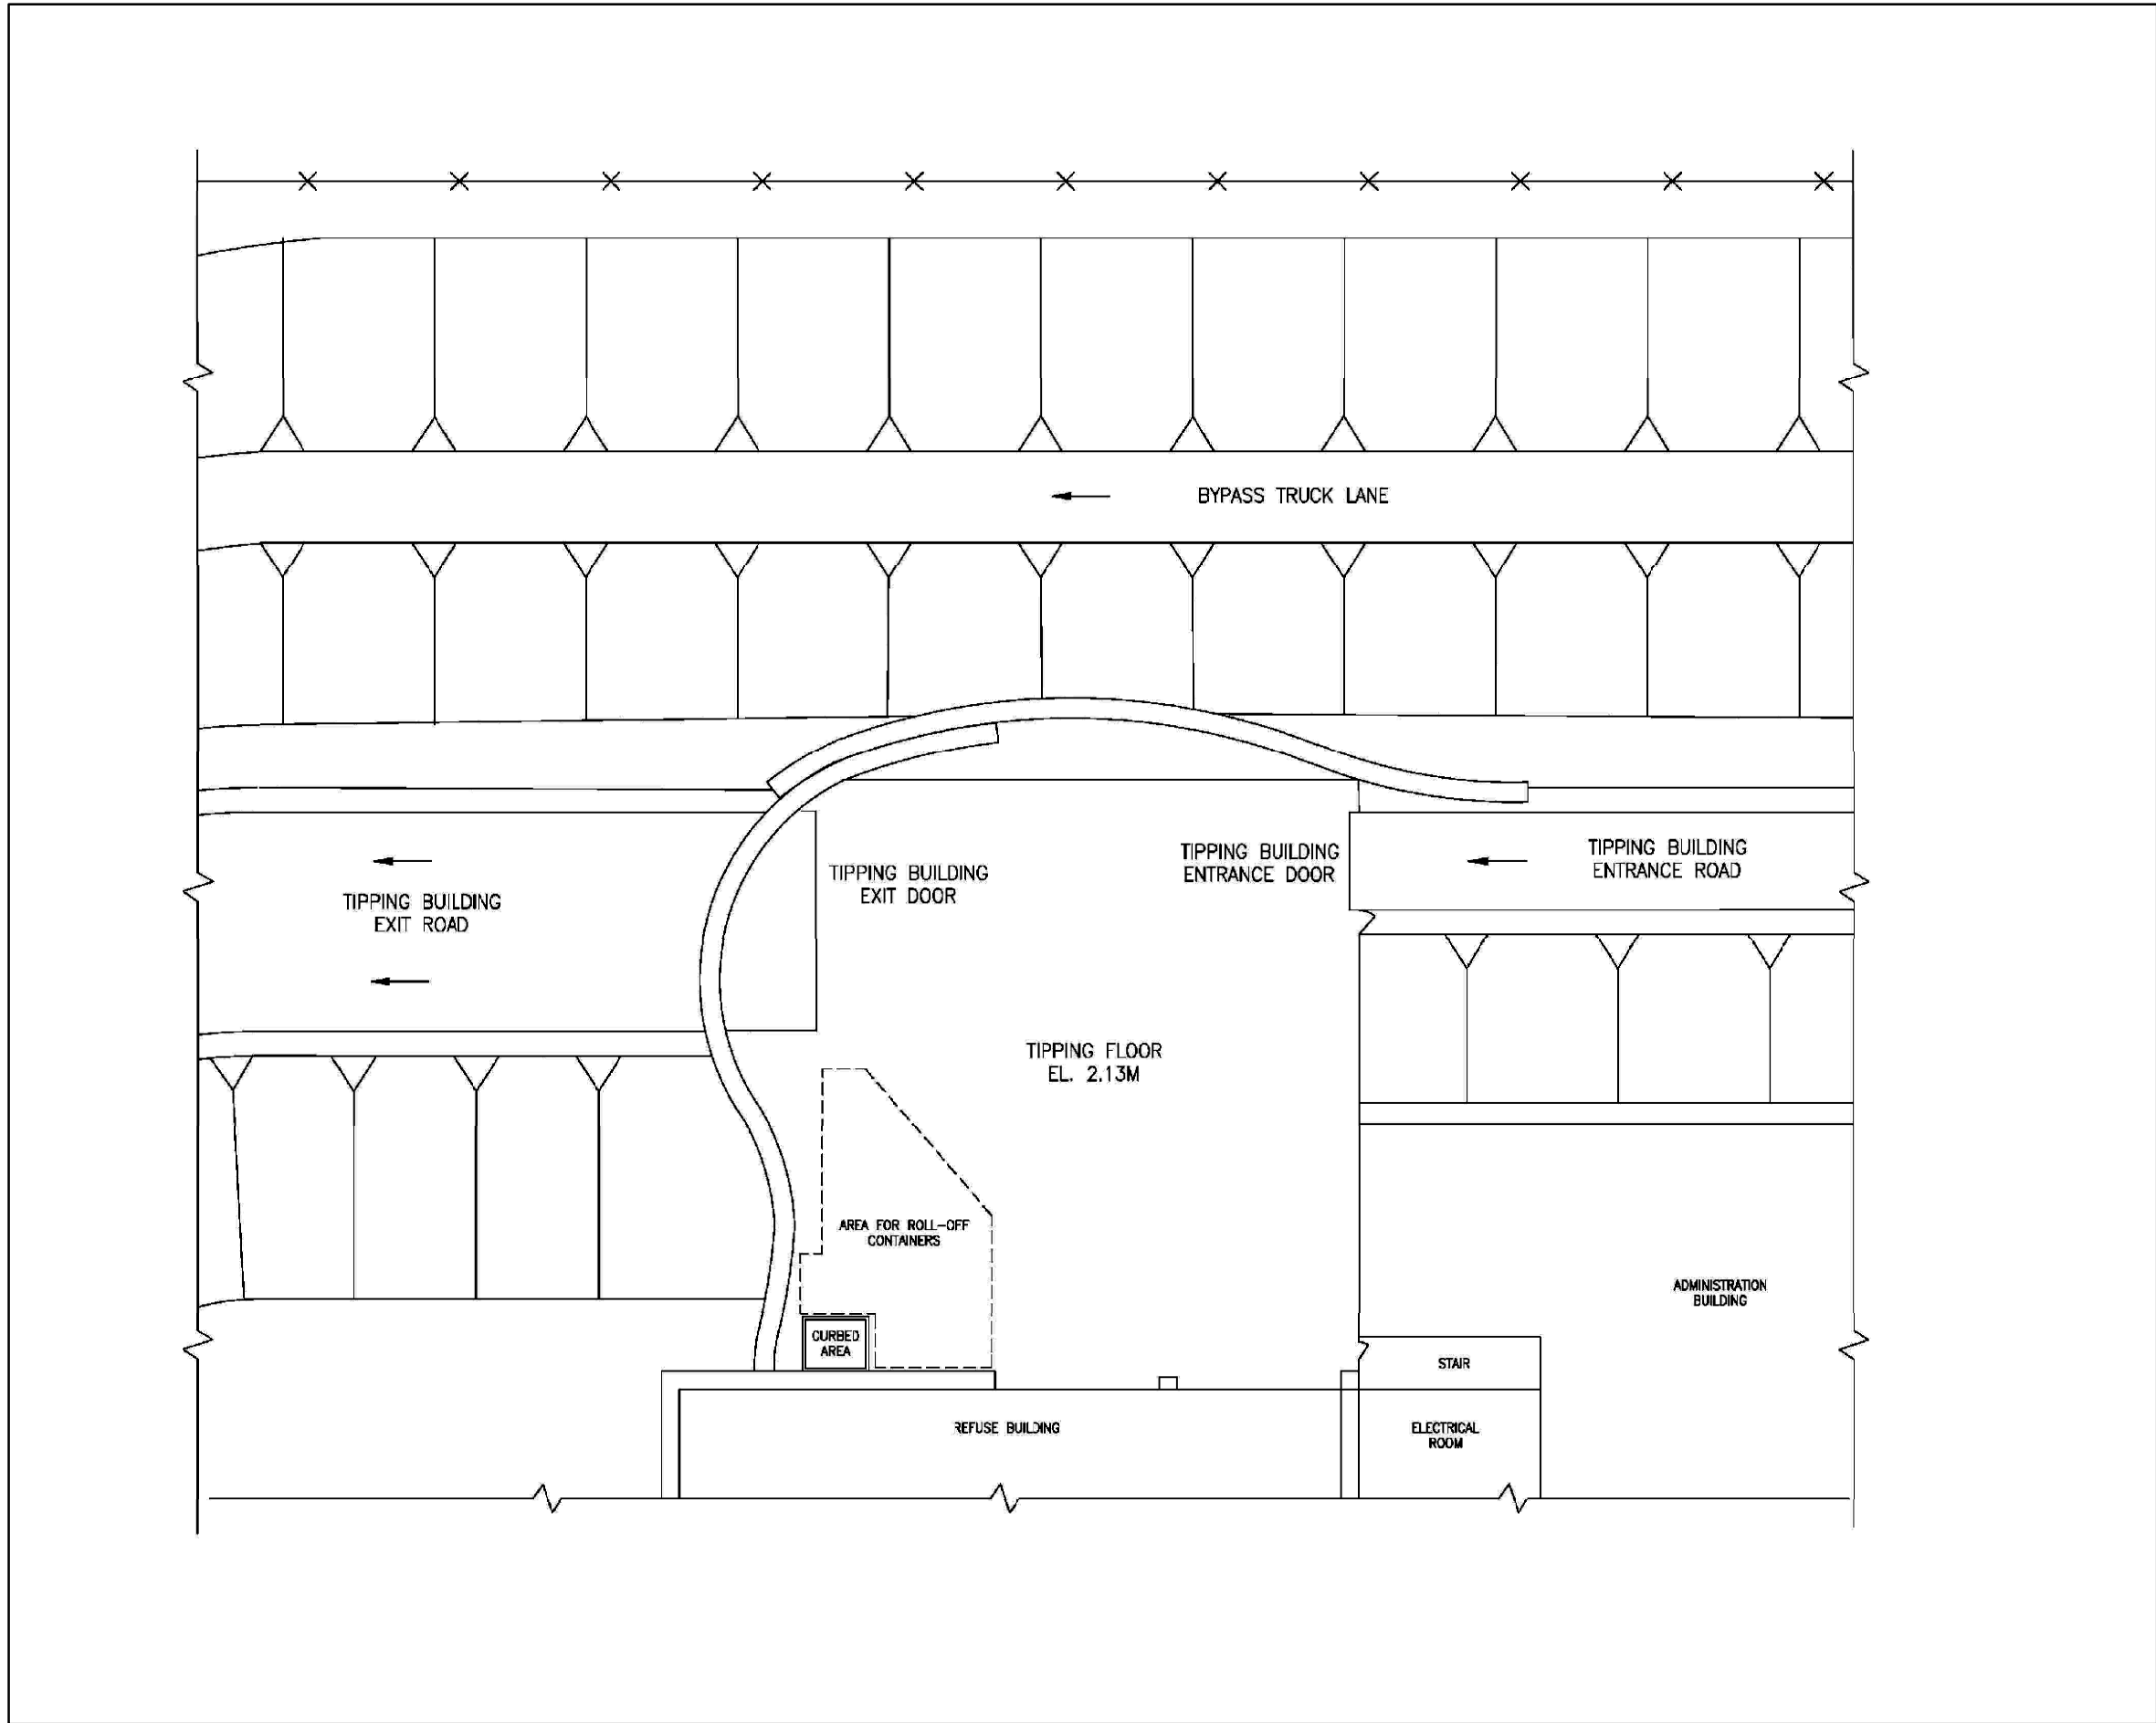 BYPASS TRUCK LANE
TIPPING BUILDING
ENTRANCE DOOR
TIPPING BUILDING
ENTRANCE ROAD
TIPPING BUILDING
EXIT DOOR
TIPPING BUILDING
EXIT ROAD
TIPPING FLOOR
EL. 2.13M
AREA FOR ROLL-OFF
CONTAINERS
ADMINISTRATION
BUILDING
CURBED
AREA
STAIR
REFUSE BUILDING
ELECTRICAL
ROOM